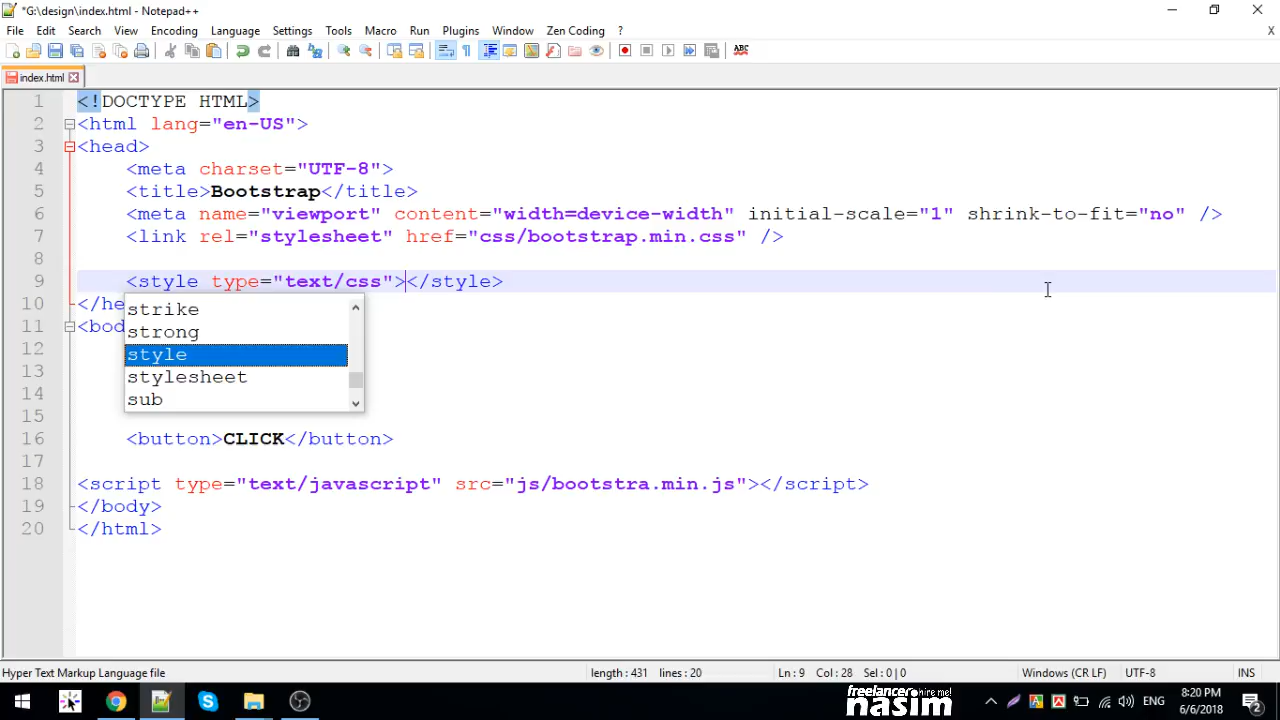 *G:\design\index.html - Notepad++
File Edit Search View Encoding Language Settings Tools Macro Run Plugins Window Zen Coding ? X
index.html
1 <!DOCTYPE HTML>
2 <html lang="en-US">
3 <head>
4 <meta charset="UTF-8">
5 <title>Bootstrap</title>
6 <meta name="viewport" content="width=device-width" initial-scale="1" shrink-to-fit="no" />
7 <link rel="stylesheet" href="css/bootstrap.min.css" />
8
9 <style type="text/css"></style>
10 </he
strike
11 <bod
strong
12
style
13
stylesheet
14
sub
15
16 <button>CLICK</button>
17
18 <script type="text/javascript" src="js/bootstra.min.js"></script>
19 </body>
20 </html>
Hyper Text Markup Language file length : 431 lines : 20 Ln : 9 Col : 28 Sel : 0 | 0 Windows (CR LF) UTF-8 INS
freelancer hire me!
nasim
ENG
8:20 PM
6/6/2018
2